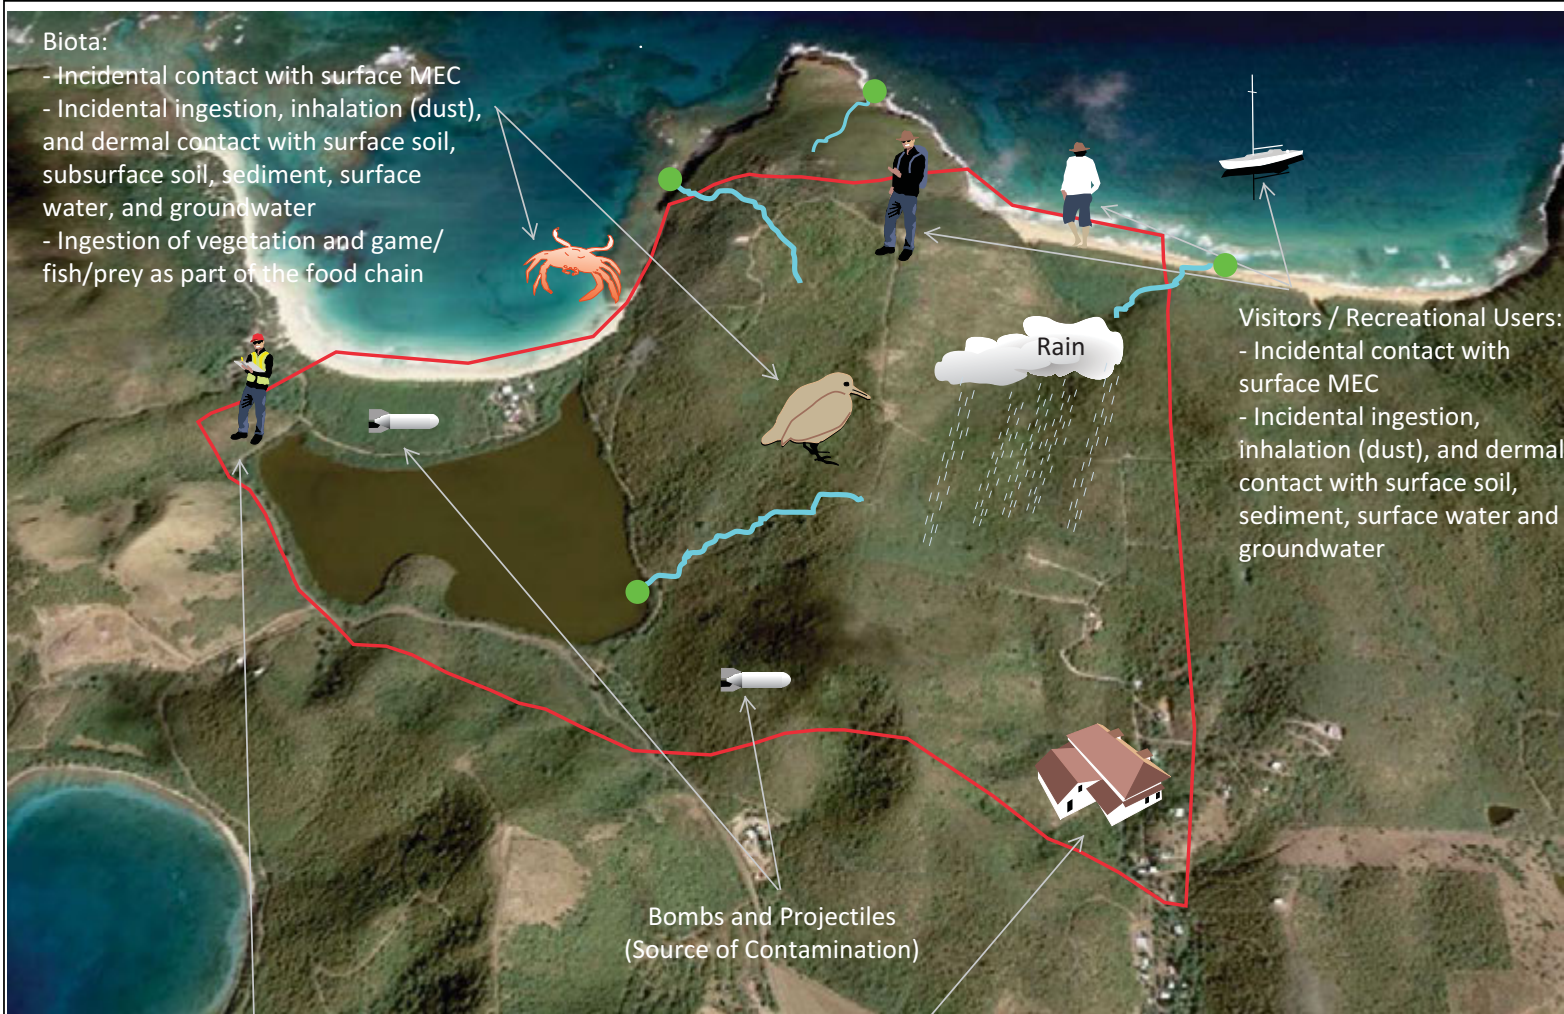 Biota:
- Incidental contact with surface MEC
- Incidental ingestion, inhalation (dust),
and dermal contact with surface soil,
subsurface soil, sediment, surface
water, and groundwater
- Ingestion of vegetation and game/
fish/prey as part of the food chain
Rain
Visitors / Recreational Users:
- Incidental contact with
surface MEC
- Incidental ingestion,
inhalation (dust), and dermal
contact with surface soil,
sediment, surface water and
groundwater
Bombs and Projectiles
(Source of Contamination)